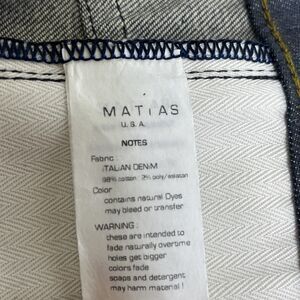 MATiAS
U.S.A.
NOTES
Fabric
iTALiAN DENiM
98% cotton 2% poly/elastan
Color
contains natural Dyes
may bleed or transfer
WARNING:
these are intended to
fade naturally overtime
holes get bigger
colors fade
soaps and detergent
may harm material !